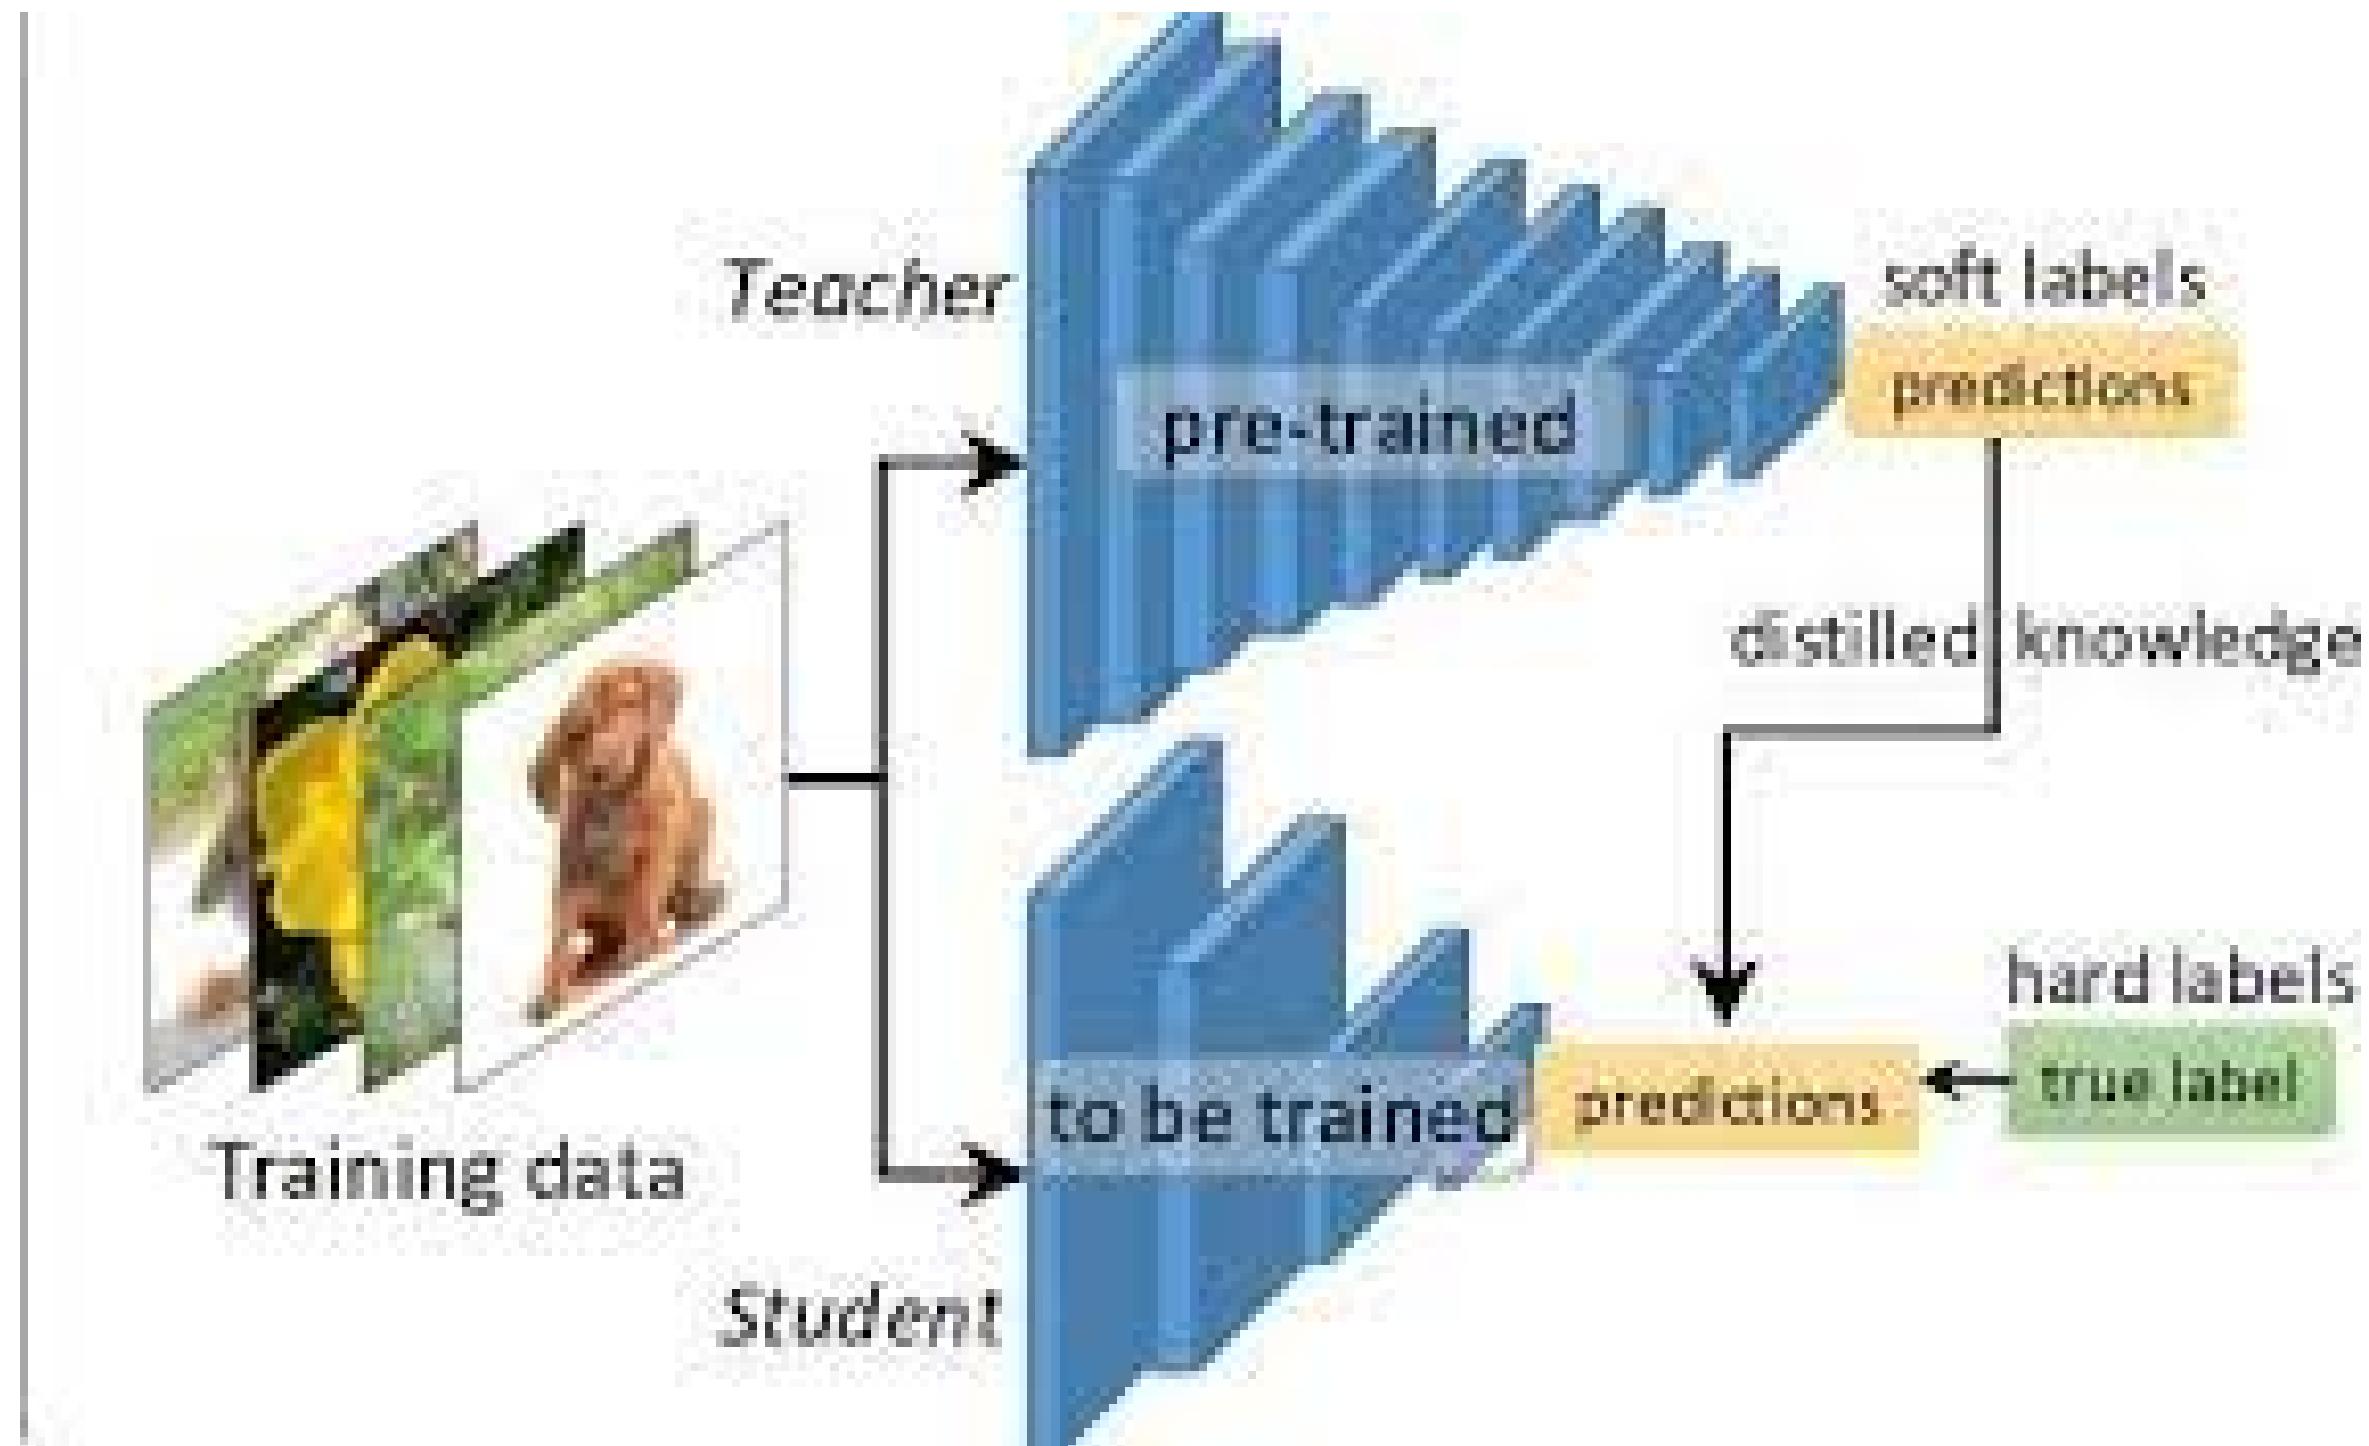 Teacher
pre-trained
soft labels
predictions
distilled knowledge
Training data
Student
to be trained
predictions
hard labels
true label